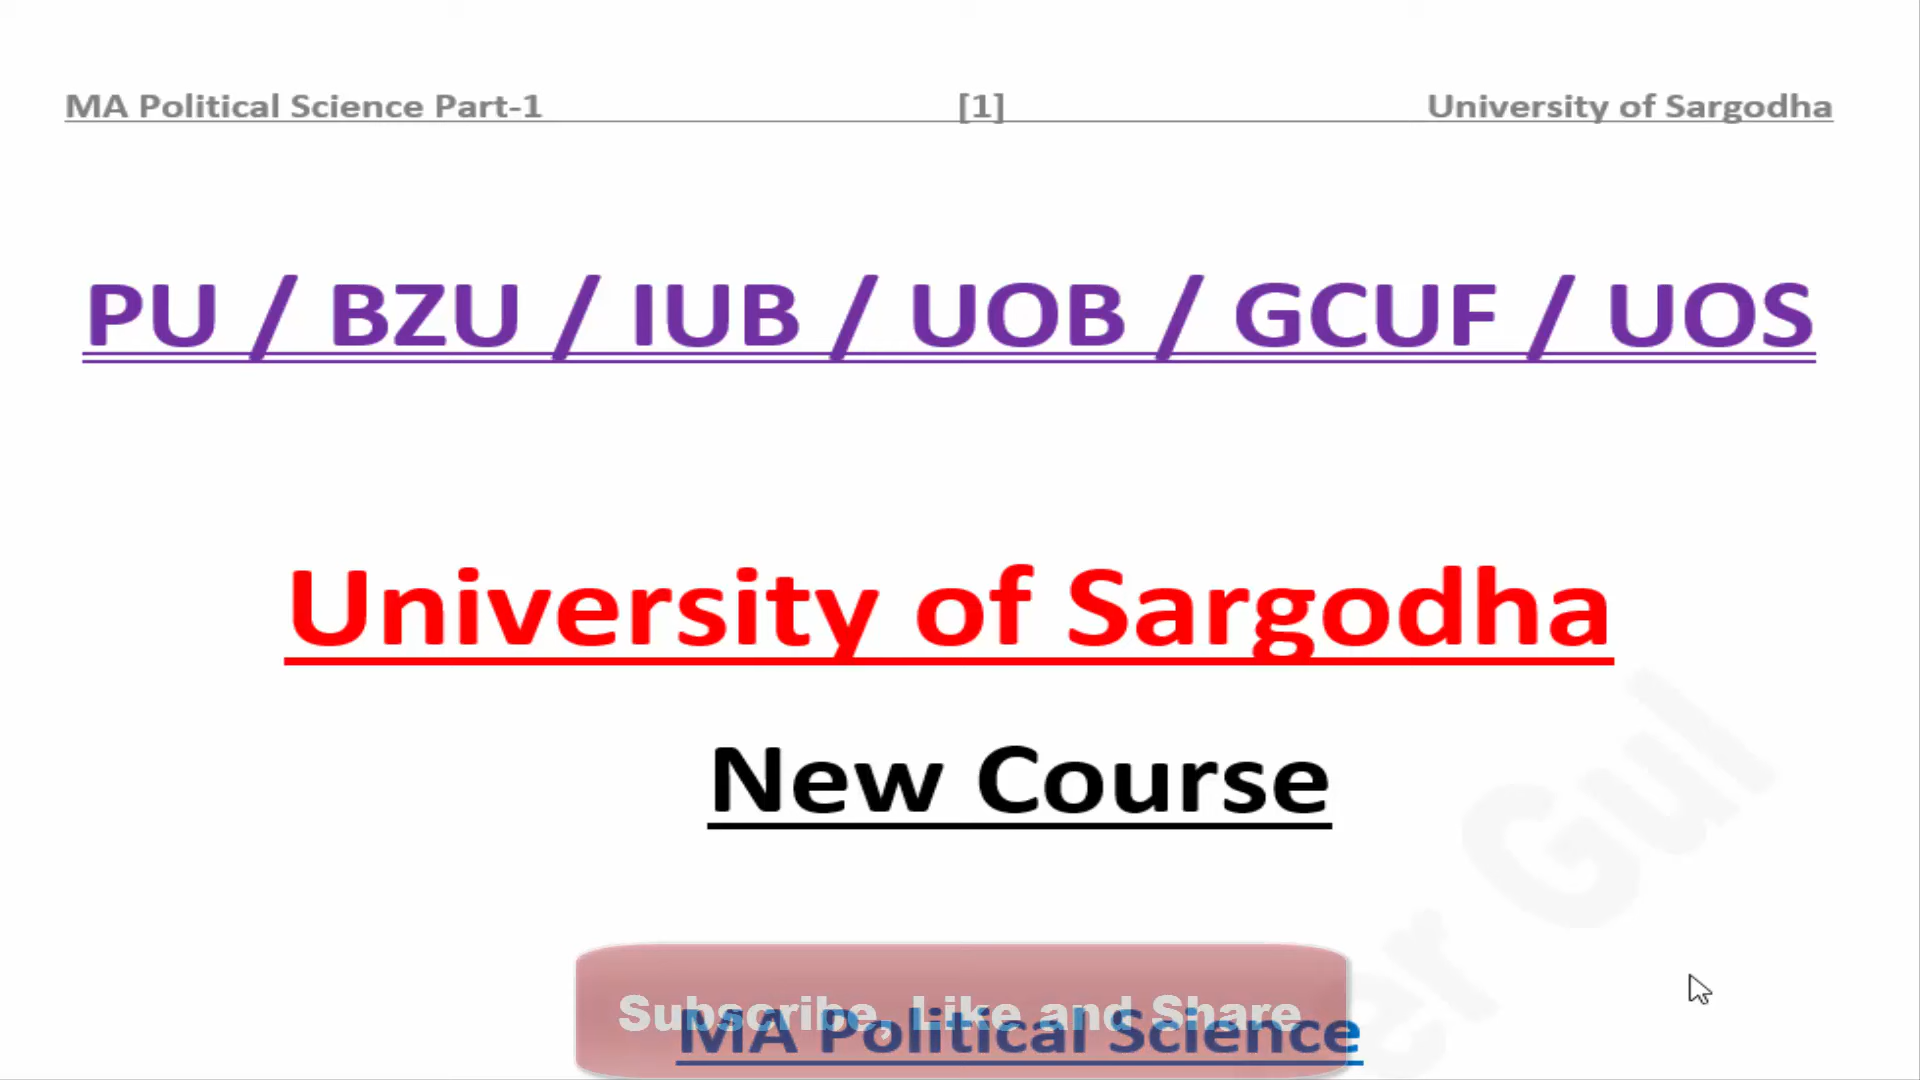 MA Political Science Part-1 [1] University of Sargodha
PU / BZU / IUB / UOB / GCUF / UOS
University of Sargodha
New Course
Subscribe, Like and Share
MA Political Science
Gul